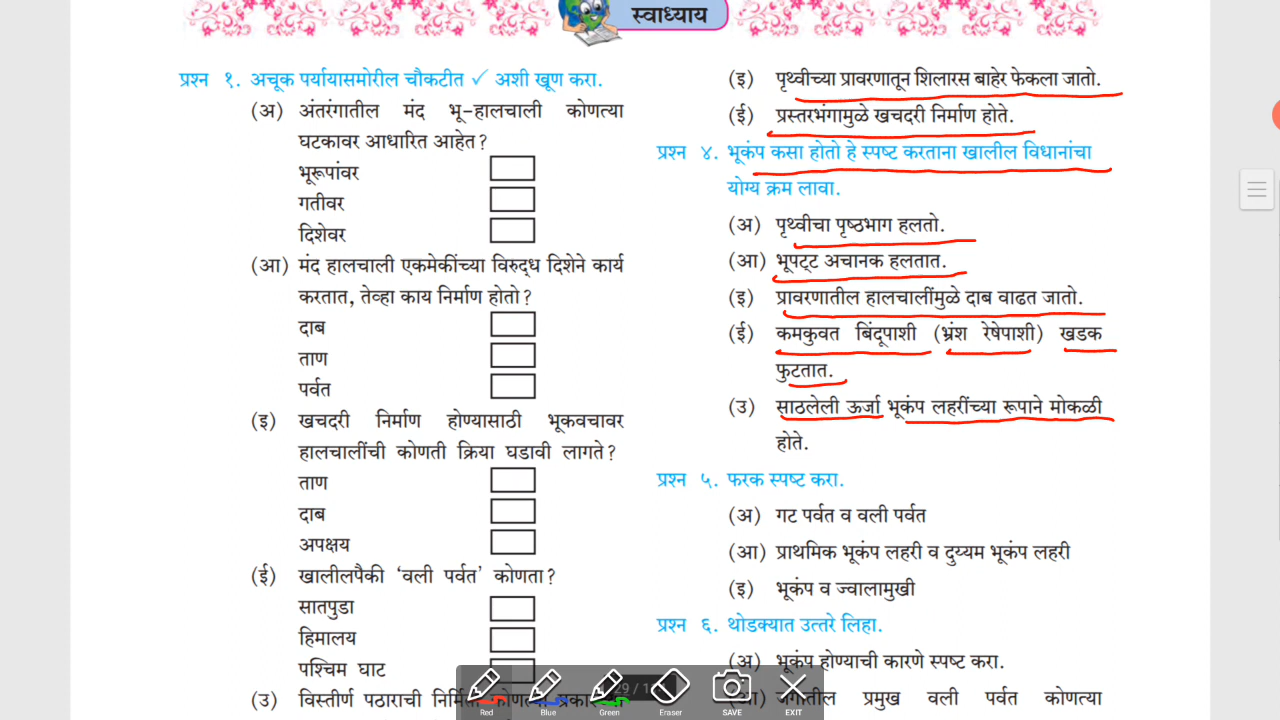 स्वाध्याय
प्रश्न १. अचूक पर्यायासमोरील चौकटीत ✓ अशी खूण करा.
(अ) अंतरंगातील मंद भू-हालचाली कोणत्या
घटकावर आधारित आहेत?
भूरूपांवर
गतीवर
दिशेवर
(आ) मंद हालचाली एकमेकींच्या विरुद्ध दिशेने कार्य
करतात, तेव्हा काय निर्माण होतो?
दाब
ताण
पर्वत
(इ) खचदरी निर्माण होण्यासाठी भूकवचावर
हालचालींची कोणती क्रिया घडावी लागते?
ताण
दाब
अपक्षय
(ई) खालीलपैकी ‘वली पर्वत’ कोणता?
सातपुडा
हिमालय
पश्चिम घाट
(उ) विस्तीर्ण पठाराची
(इ) पृथ्वीच्या प्रावरणातून शिलारस बाहेर फेकला जातो.
(ई) प्रस्तरभंगामुळे खचदरी निर्माण होते.
प्रश्न ४. भूकंप कसा होतो हे स्पष्ट करताना खालील विधानांचा
योग्य क्रम लावा.
(अ) पृथ्वीचा पृष्ठभाग हलतो.
(आ) भूपट्ट अचानक हलतात.
(इ) प्रावरणातील हालचालींमुळे दाब वाढत जातो.
(ई) कमकुवत बिंदूपाशी (भ्रंश रेषेपाशी) खडक
फुटतात.
(उ) साठलेली ऊर्जा भूकंप लहरींच्या रूपाने मोकळी
होते.
प्रश्न ५. फरक स्पष्ट करा.
(अ) गट पर्वत व वली पर्वत
(आ) प्राथमिक भूकंप लहरी व दुय्यम भूकंप लहरी
(इ) भूकंप व ज्वालामुखी
प्रश्न ६. थोडक्यात उत्तरे लिहा.
(अ) भूकंप होण्याची कारणे स्पष्ट करा.
(आ) जगातील प्रमुख वली पर्वत कोणत्या
Red Blue Green Eraser SAVE EXIT